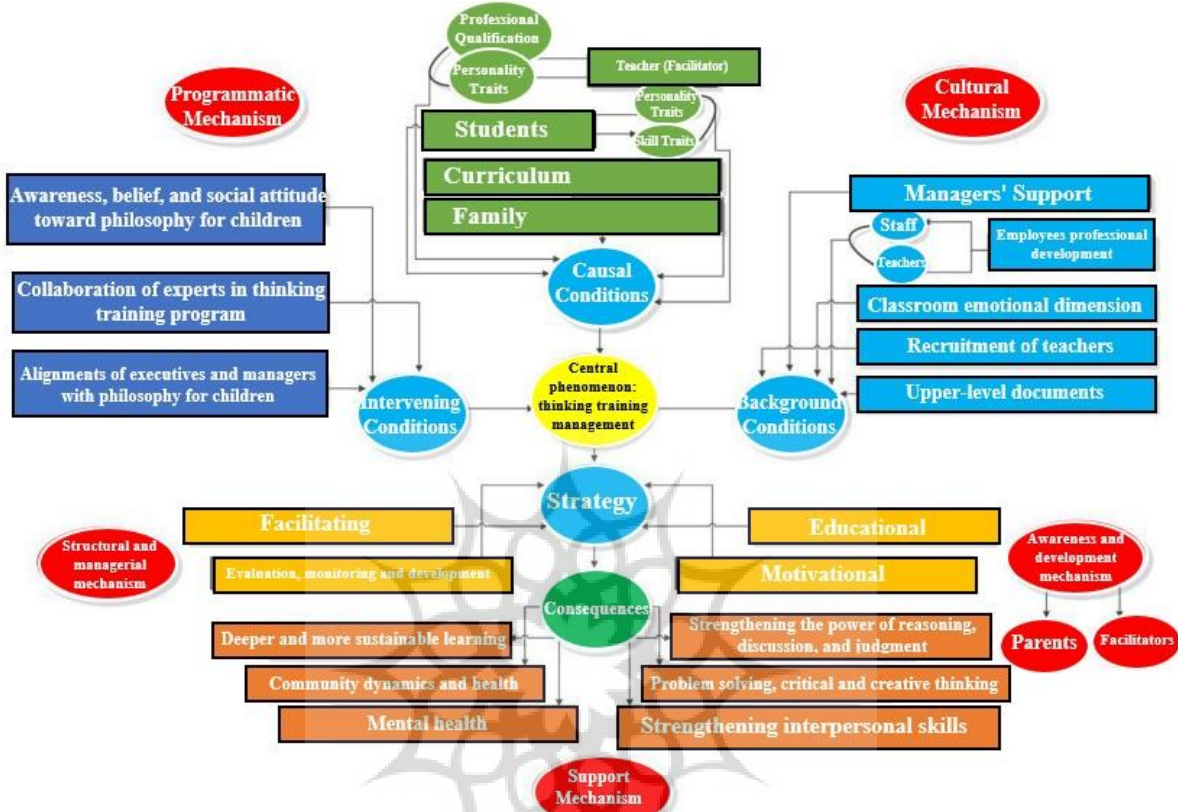 Professional
Qualification
Personality
Traits
Teacher (Facilitator)
Programmatic
Mechanism
Cultural
Mechanism
Personality
Traits
Students
Skill Traits
Curriculum
Family
Awareness, belief, and social attitude
toward philosophy for children
Collaboration of experts in thinking
training program
Alignments of executives and managers
with philosophy for children
Managers' Support
Staff
Teachers
Employees professional
development
Classroom emotional dimension
Recruitment of teachers
Upper-level documents
Causal
Conditions
Intervening
Conditions
Central
phenomenon:
thinking training
management
Background
Conditions
Strategy
Facilitating
Educational
Structural and
managerial
mechanism
Evaluation, monitoring and development
Motivational
Awareness and
development
mechanism
Consequences
Deeper and more sustainable learning
Strengthening the power of reasoning,
discussion, and judgment
Parents
Facilitators
Community dynamics and health
Problem solving, critical and creative thinking
Mental health
Strengthening interpersonal skills
Support
Mechanism